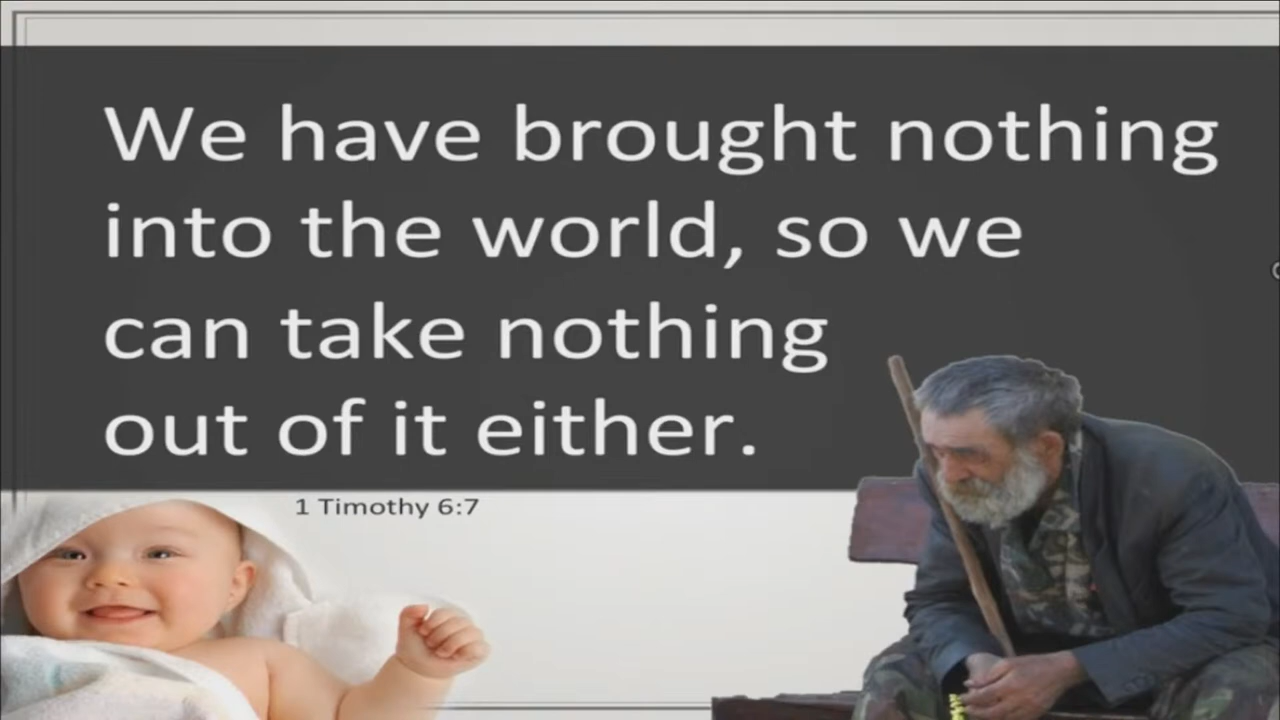 We have brought nothing
into the world, so we
can take nothing
out of it either.
1 Timothy 6:7